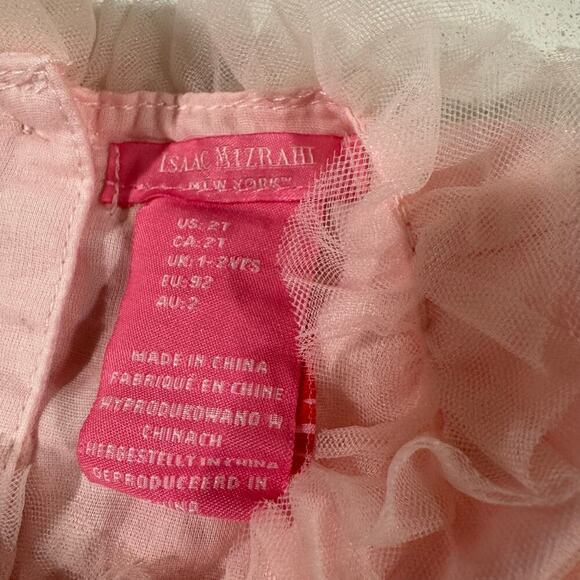 ISAAC MIZRAHI
NEW YORK™
US: 2T
CA: 2T
UK: 1-2YRS
EU: 92
AU: 2
MADE IN CHINA
FABRIQUÉ EN CHINE
WYPRODUKOWANO W
CHINACH
HERGESTELLT IN CHINA
GEPRODUCEERD IN